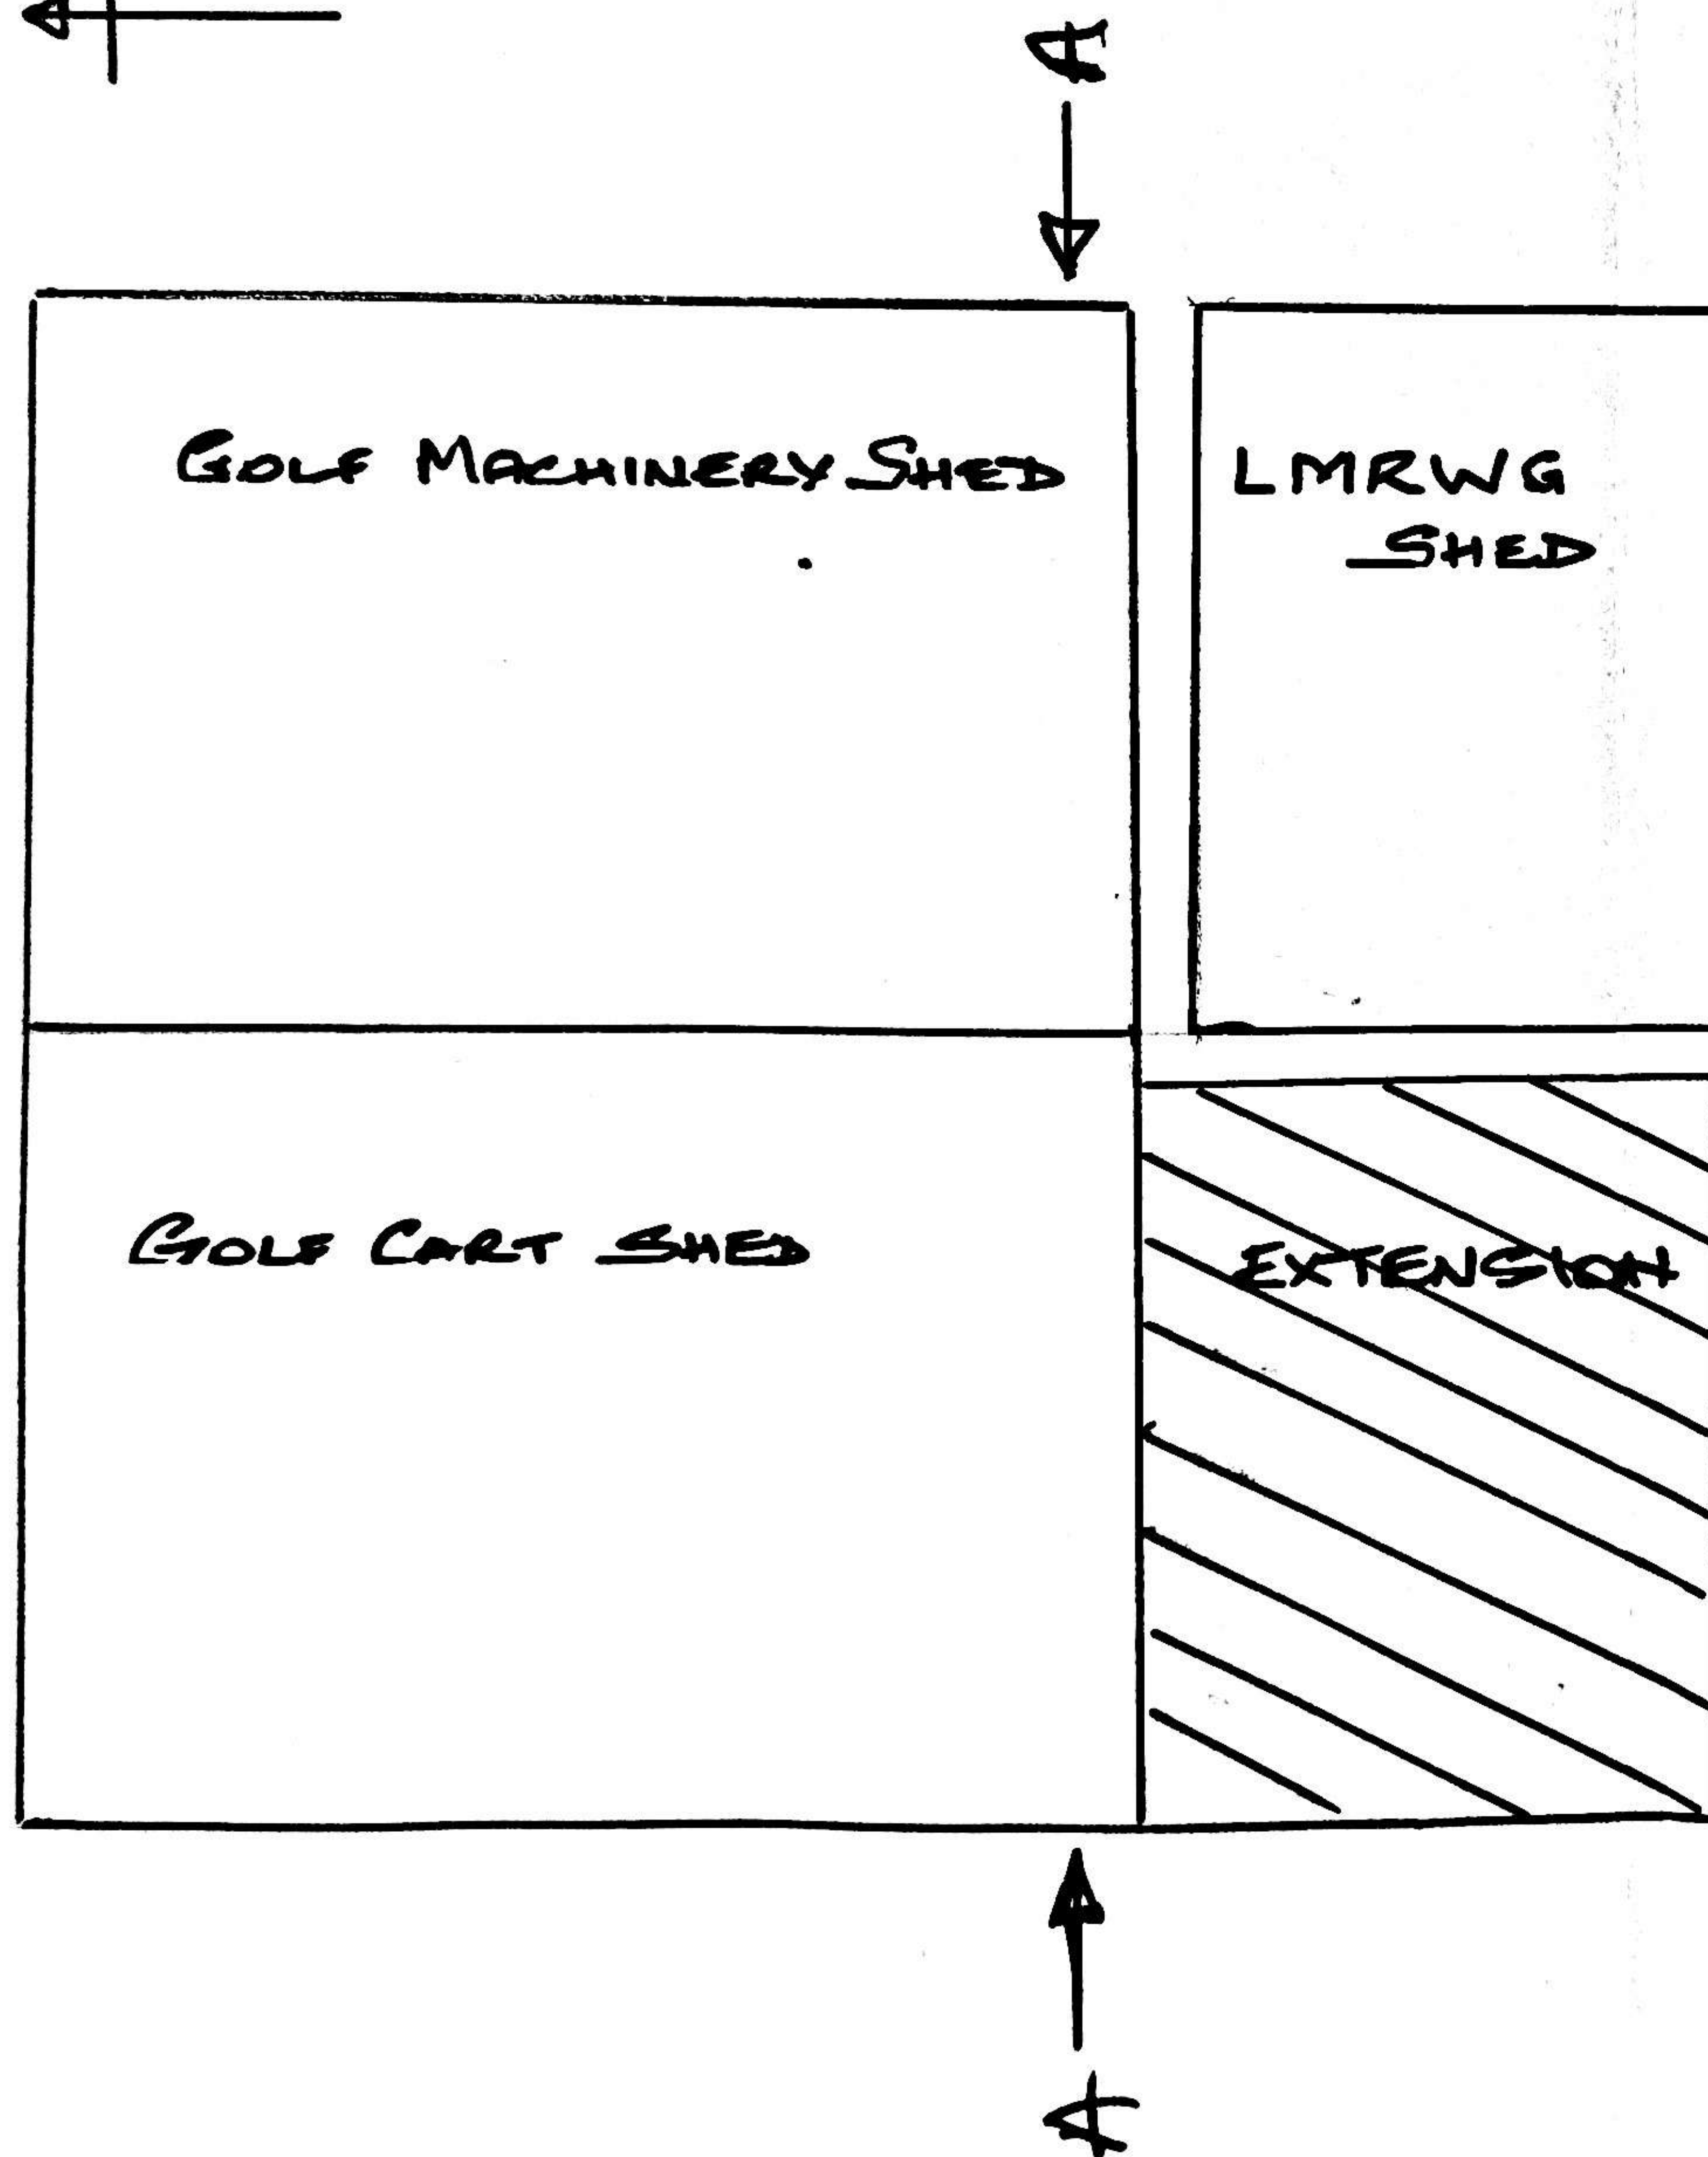 A
GOLF MACHINERY SHED
LMRWG
SHED
GOLF CART SHED
EXTENSION
A